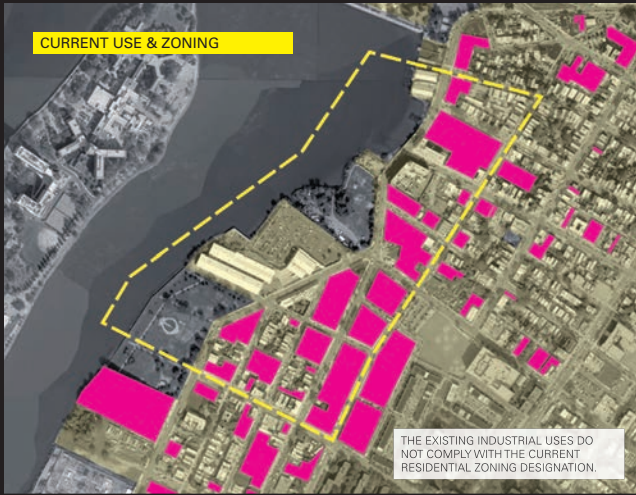 CURRENT USE & ZONING
THE EXISTING INDUSTRIAL USES DO
NOT COMPLY WITH THE CURRENT
RESIDENTIAL ZONING DESIGNATION.